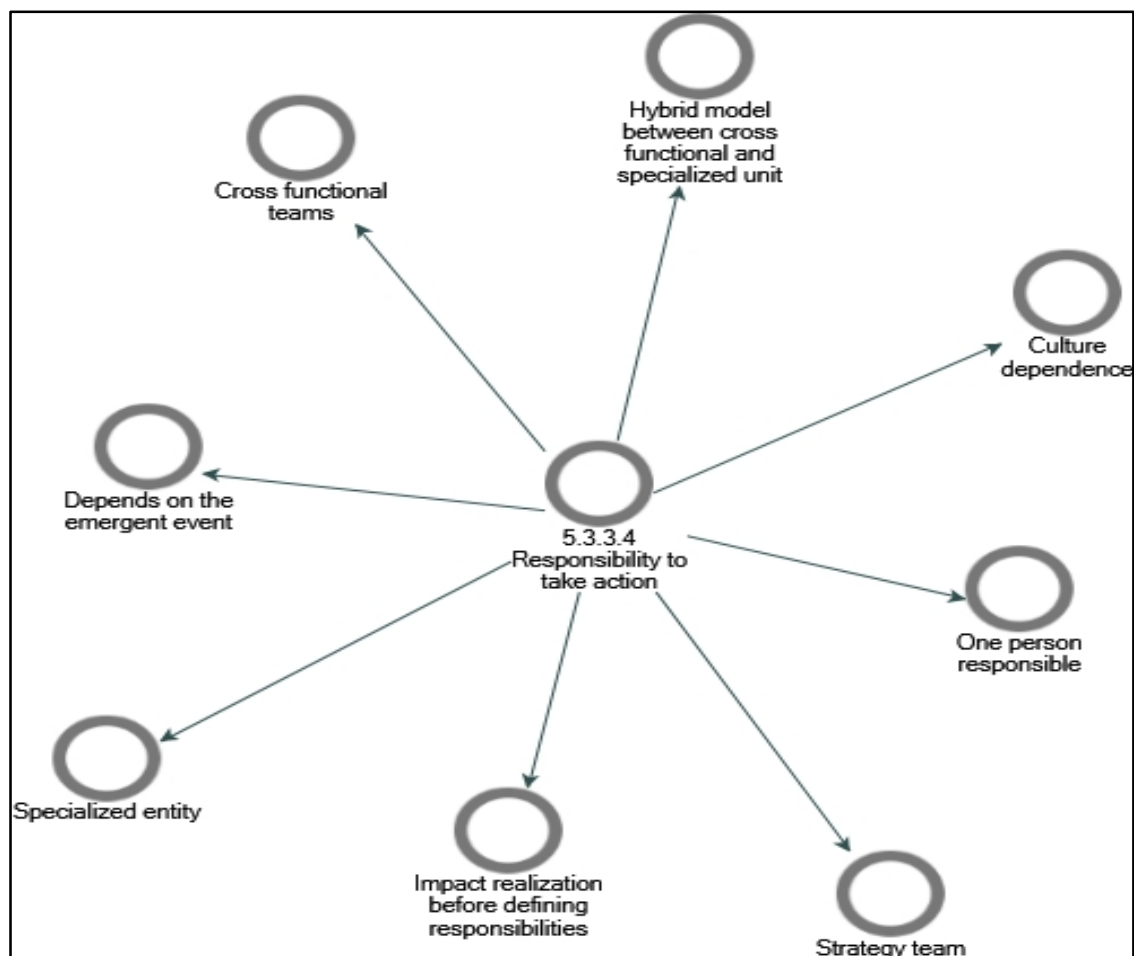 Hybrid model
between cross
functional and
specialized unit
Cross functional
teams
Culture
dependence
Depends on the
emergent event
5.3.3.4
Responsibility to
take action
One person
responsible
Specialized entity
Impact realization
before defining
responsibilities
Strategy team